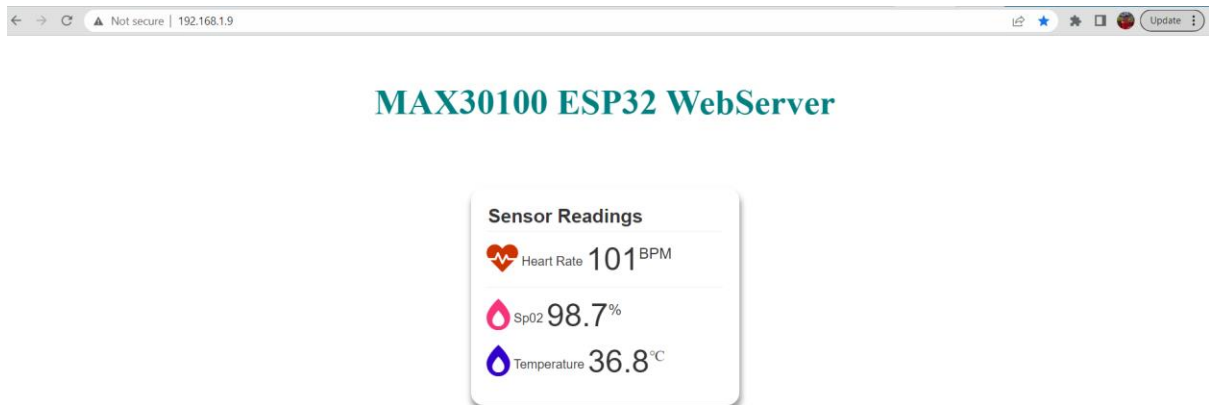 Not secure | 192.168.1.9
Update
MAX30100 ESP32 WebServer
Sensor Readings
Heart Rate 101 BPM
Sp02 98.7%
Temperature 36.8℃